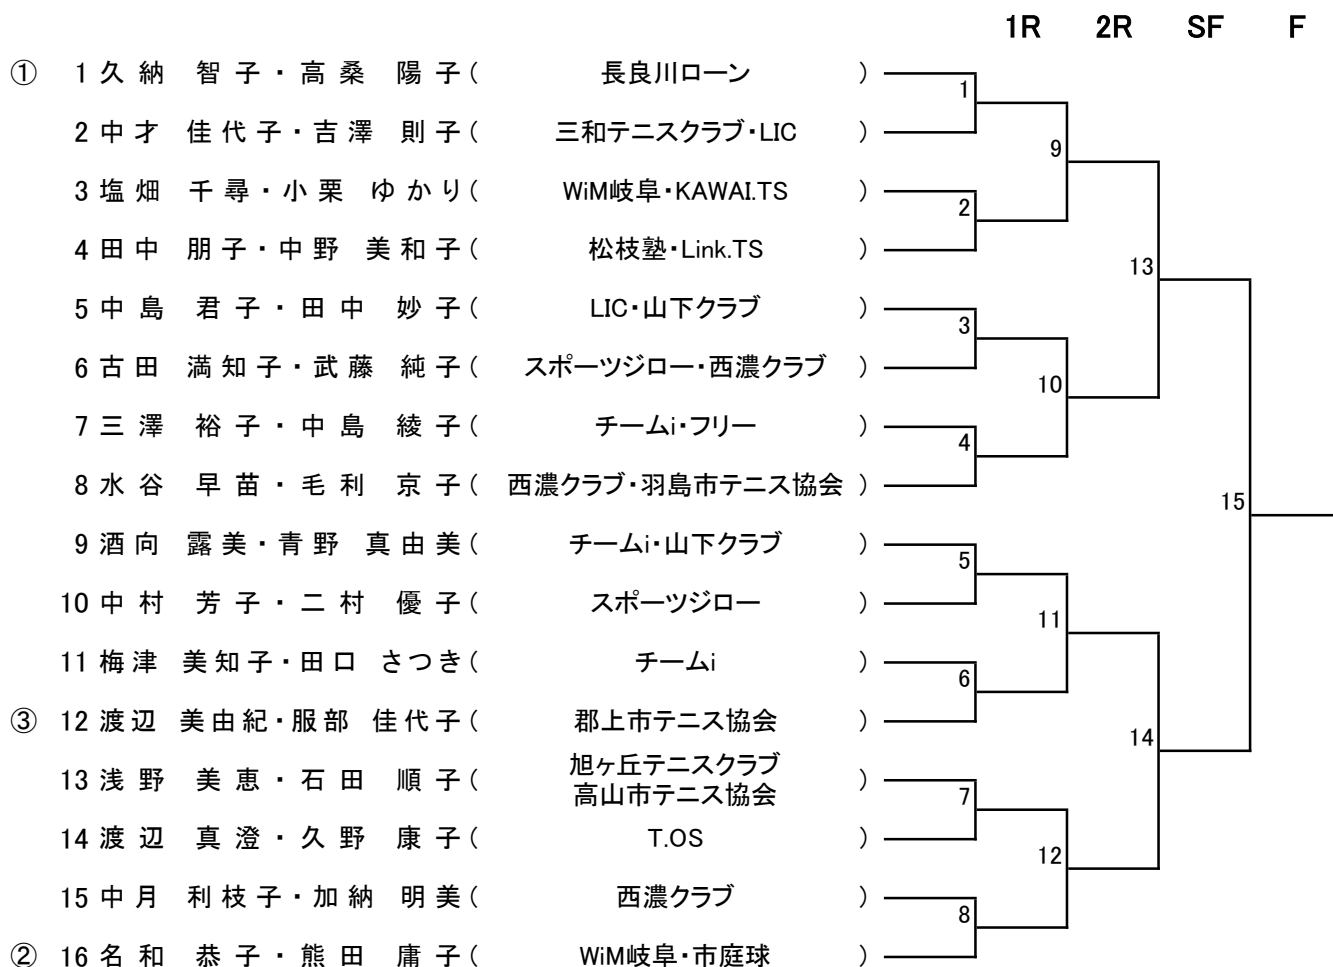 1R 2R SF F
① 1 久納 智子・高桑 陽子( 長良川ローン ) 1
2 中才 佳代子・吉澤 則子( 三和テニスクラブ・LIC ) 9
3 塩畑 千尋・小栗 ゆかり( WiM岐阜・KAWAI.TS ) 2
4 田中 朋子・中野 美和子( 松枝塾・Link.TS ) 13
5 中島 君子・田中 妙子( LIC・山下クラブ ) 3
6 古田 満知子・武藤 純子( スポーツジロー・西濃クラブ ) 10
7 三澤 裕子・中島 綾子( チームi・フリー ) 4
8 水谷 早苗・毛利 京子( 西濃クラブ・羽島市テニス協会 ) 15
9 酒向 露美・青野 真由美( チームi・山下クラブ ) 5
10 中村 芳子・二村 優子( スポーツジロー ) 11
11 梅津 美知子・田口 さつき( チームi ) 6
③ 12 渡辺 美由紀・服部 佳代子( 郡上市テニス協会 ) 14
13 浅野 美恵・石田 順子( 旭ヶ丘テニスクラブ
高山市テニス協会 ) 7
14 渡辺 真澄・久野 康子( T.OS ) 12
15 中月 利枝子・加納 明美( 西濃クラブ ) 8
② 16 名和 恭子・熊田 庸子( WiM岐阜・市庭球 )